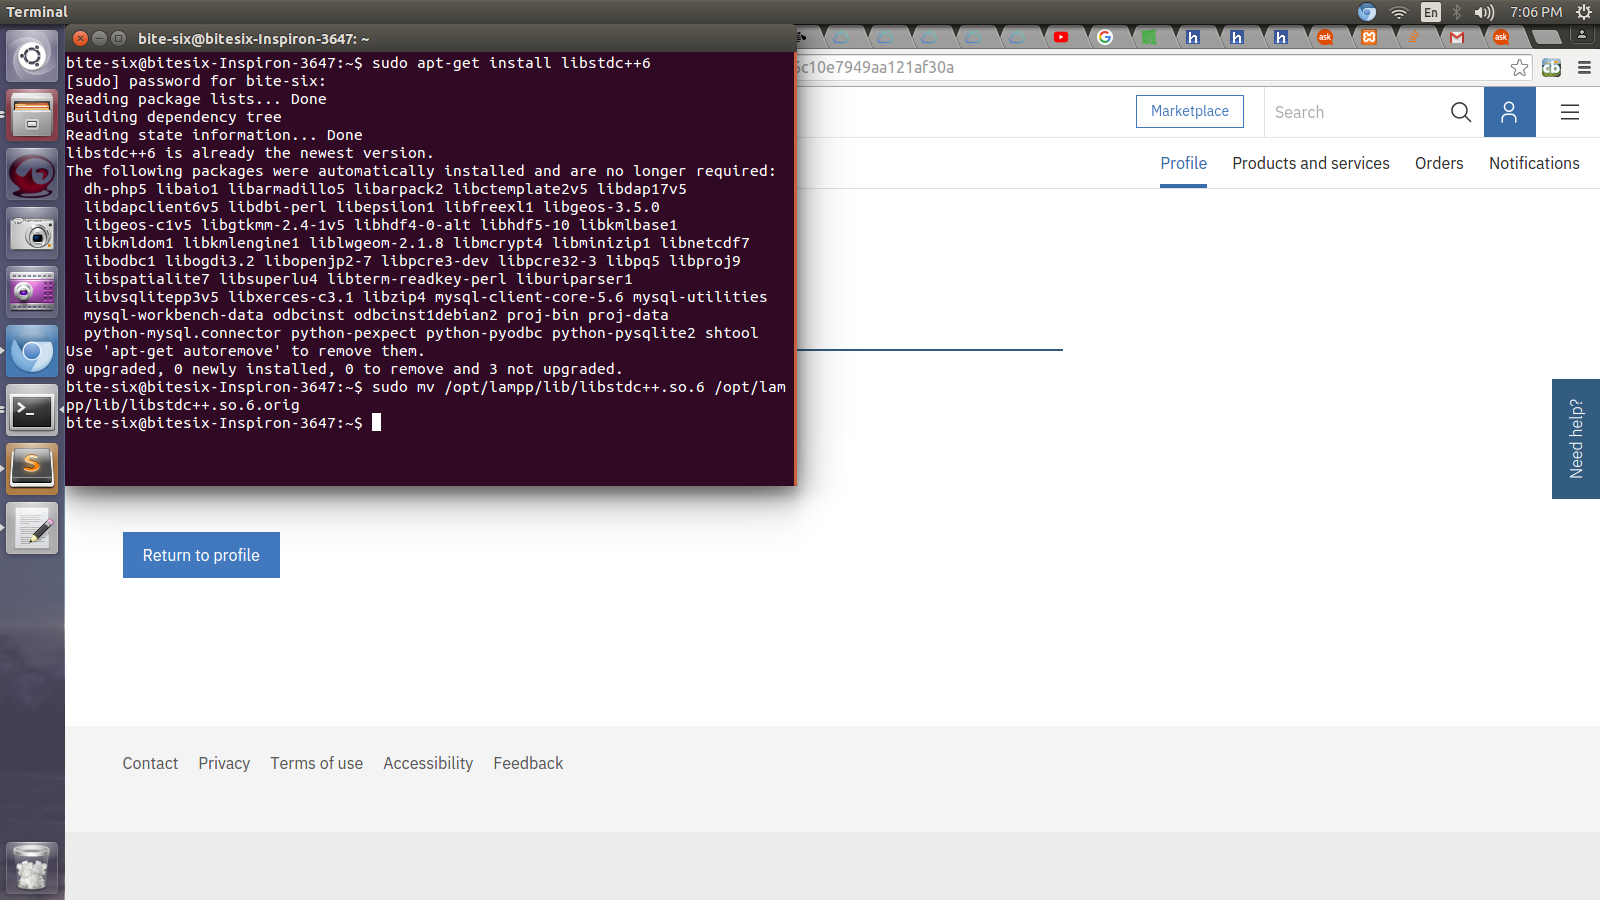 Terminal
En
7:06 PM
bite-six@bitesix-Inspiron-3647: ~
bite-six@bitesix-Inspiron-3647:~$ sudo apt-get install libstdc++6
[sudo] password for bite-six:
Reading package lists... Done
Building dependency tree
Reading state information... Done
libstdc++6 is already the newest version.
The following packages were automatically installed and are no longer required:
dh-php5 libaio1 libarmadillo5 libarpack2 libctemplate2v5 libdap17v5
libdapclient6v5 libdbi-perl libepsilon1 libfreexl1 libgeos-3.5.0
libgeos-c1v5 libgtkmm-2.4-1v5 libhdf4-0-alt libhdf5-10 libkmlbase1
libkmldom1 libkmlengine1 liblwgeom-2.1.8 libmcrypt4 libminizip1 libnetcdf7
libodbc1 libogdi3.2 libopenjp2-7 libpcre3-dev libpcre32-3 libpq5 libproj9
libspatialite7 libsuperlu4 libterm-readkey-perl liburiparser1
libvsqlitepp3v5 libxerces-c3.1 libzip4 mysql-client-core-5.6 mysql-utilities
mysql-workbench-data odbcinst odbcinst1debian2 proj-bin proj-data
python-mysql.connector python-pexpect python-pyodbc python-pysqlite2 shtool
Use 'apt-get autoremove' to remove them.
0 upgraded, 0 newly installed, 0 to remove and 3 not upgraded.
bite-six@bitesix-Inspiron-3647:~$ sudo mv /opt/lampp/lib/libstdc++.so.6 /opt/lam
pp/lib/libstdc++.so.6.orig
bite-six@bitesix-Inspiron-3647:~$
c10e7949aa121af30a
Marketplace
Search
Profile Products and services Orders Notifications
Need help?
Return to profile
Contact Privacy Terms of use Accessibility Feedback